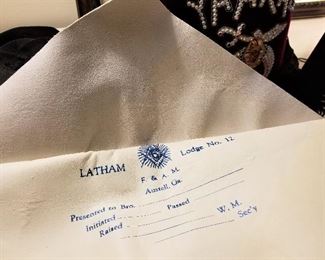 LATHAM Lodge No. 12
F. & A. M.
Austell, Ga.
Presented to Bro.
Initiated Passed
Raised W. M.
Sec'y